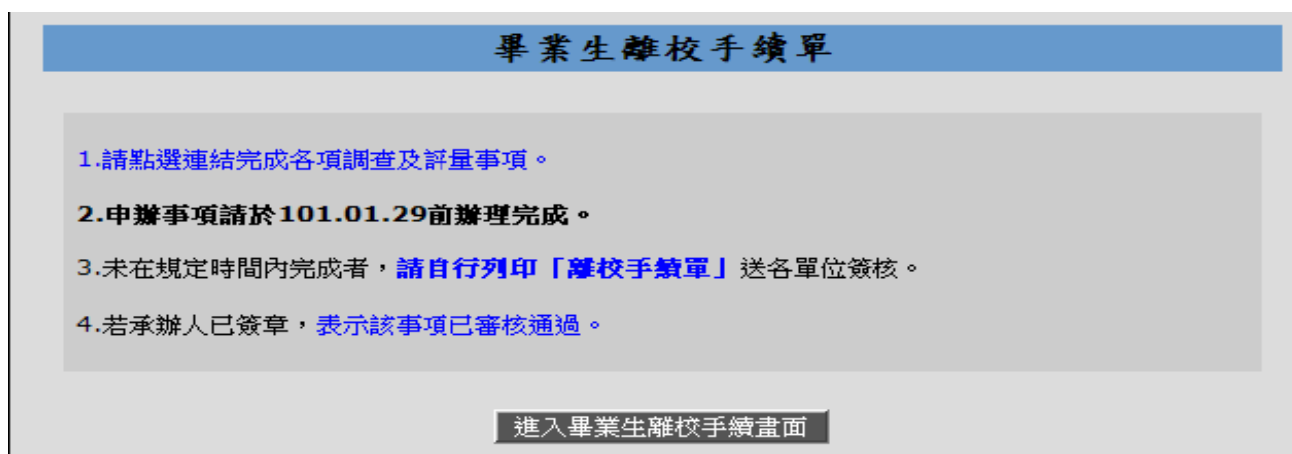 畢業生離校手續單
1.請點選連結完成各項調查及評量事項。
2.申辦事項請於101.01.29前辦理完成。
3.未在規定時間內完成者，請自行列印「離校手續單」送各單位簽核。
4.若承辦人已簽章，表示該事項已審核通過。
進入畢業生離校手續畫面